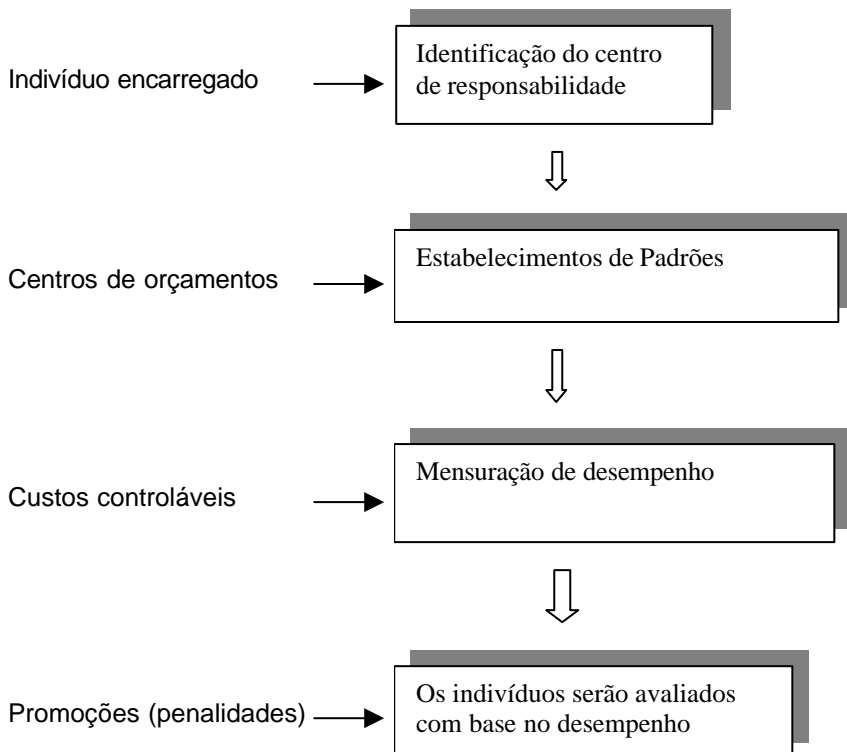 Indivíduo encarregado
Identificação do centro
de responsabilidade
Centros de orçamentos
Estabelecimentos de Padrões
Custos controláveis
Mensuração de desempenho
Promoções (penalidades)
Os indivíduos serão avaliados
com base no desempenho